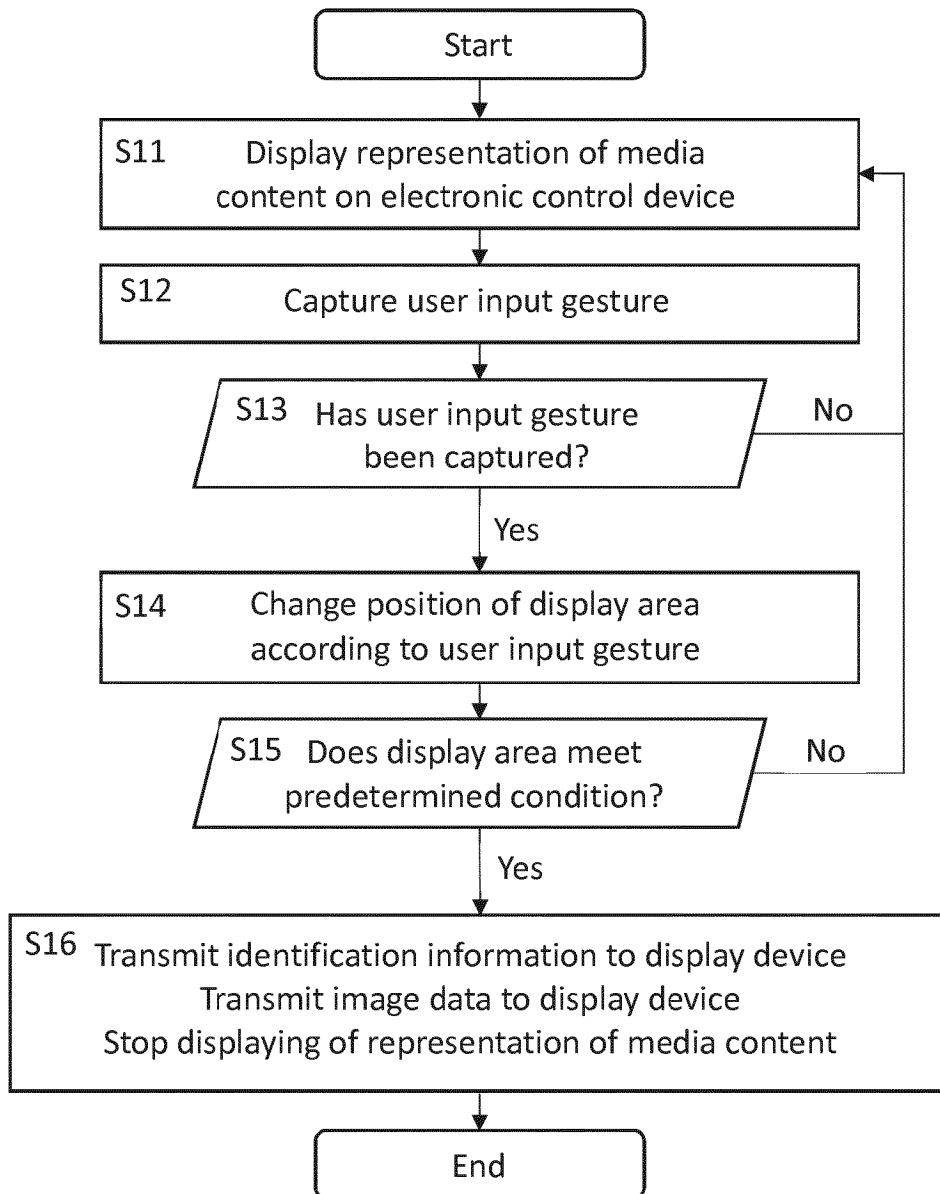 Start
S11 Display representation of media
content on electronic control device
S12 Capture user input gesture
S13 Has user input gesture
been captured?
No
Yes
S14 Change position of display area
according to user input gesture
S15 Does display area meet
predetermined condition?
No
Yes
S16 Transmit identification information to display device
Transmit image data to display device
Stop displaying of representation of media content
End